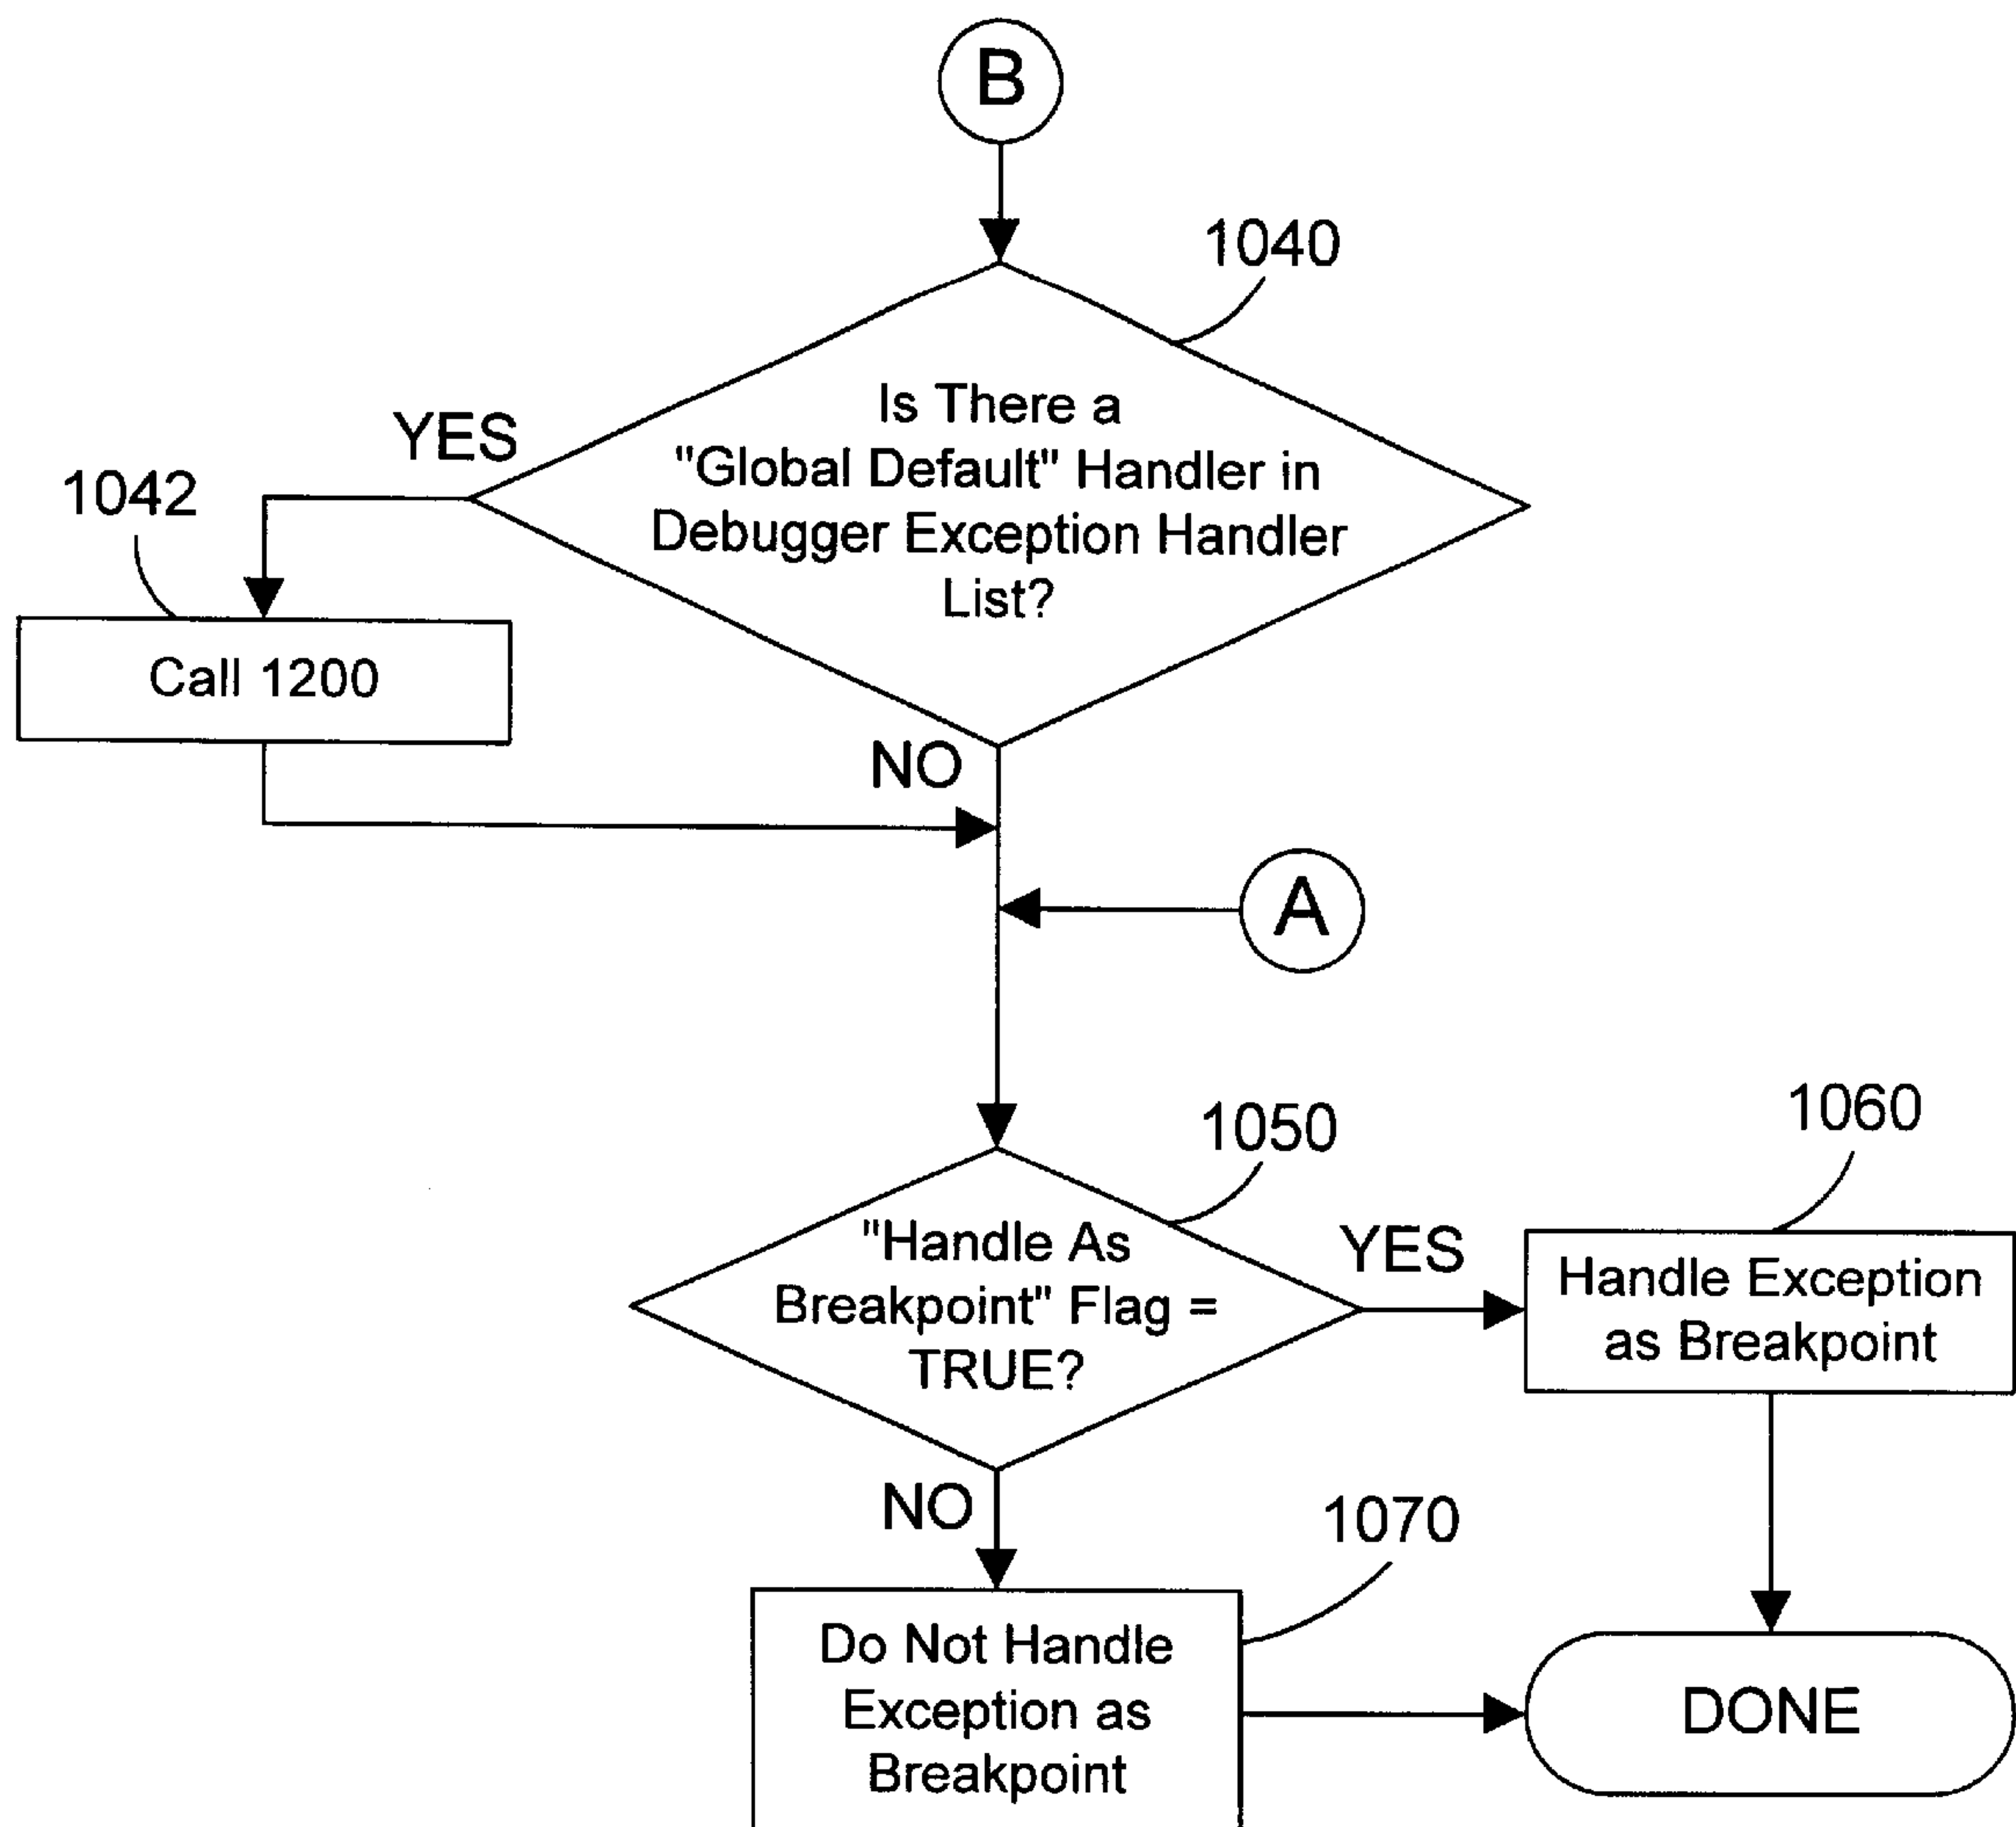 B
1040
Is There a
"Global Default" Handler in
Debugger Exception Handler
List?
YES
1042
Call 1200
NO
A
1050
"Handle As
Breakpoint" Flag =
TRUE?
YES
1060
Handle Exception
as Breakpoint
NO
1070
Do Not Handle
Exception as
Breakpoint
DONE